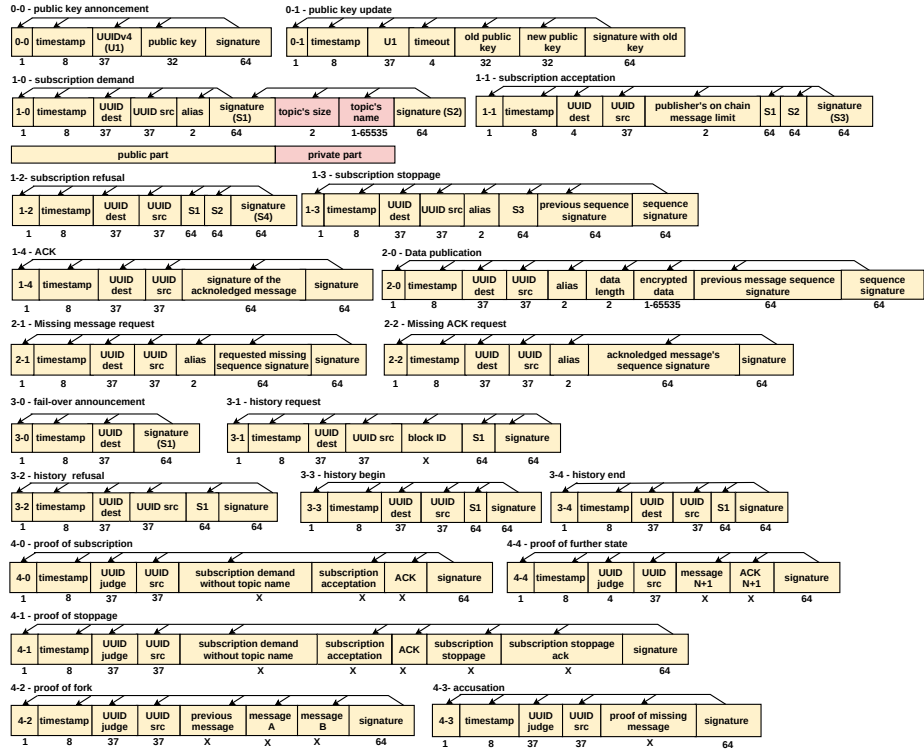 0-0 - public key annoncement
0-1 - public key update
0-0 timestamp UUIDv4 (U1) public key signature
1 8 37 32 64
0-1 timestamp U1 timeout old public key new public key signature with old key
1 8 37 4 32 32 64
1-0 - subscription demand
1-1 - subscription acceptation
1-0 timestamp UUID dest UUID src alias signature (S1) topic's size topic's name signature (S2)
1 8 37 37 2 64 2 1-65535 64
1-1 timestamp UUID dest UUID src publisher's on chain message limit S1 S2 signature (S3)
1 8 4 37 2 64 64 64
public part private part
1-2- subscription refusal
1-3 - subscription stoppage
1-2 timestamp UUID dest UUID src S1 S2 signature (S4)
1 8 37 37 64 64 64
1-3 timestamp UUID dest UUID src alias S3 previous sequence signature sequence signature
1 8 37 37 2 64 64 64
1-4 - ACK
2-0 - Data publication
1-4 timestamp UUID dest UUID src signature of the acknoledged message signature
1 8 37 37 64 64
2-0 timestamp UUID dest UUID src alias data length encrypted data previous message sequence signature sequence signature
1 8 37 37 2 2 1-65535 64 64
2-1 - Missing message request
2-2 - Missing ACK request
2-1 timestamp UUID dest UUID src alias requested missing sequence signature signature
1 8 37 37 2 64 64
2-2 timestamp UUID dest UUID src alias acknoledged message's sequence signature signature
1 8 37 37 2 64 64
3-0 - fail-over announcement
3-1 - history request
3-0 timestamp UUID dest signature (S1)
1 8 37 64
3-1 timestamp UUID dest UUID src block ID S1 signature
1 8 37 37 X 64 64
3-2 - history refusal
3-3 - history begin
3-4 - history end
3-2 timestamp UUID dest UUID src S1 signature
1 8 37 37 64 64
3-3 timestamp UUID dest UUID src S1 signature
1 8 37 37 64 64
3-4 timestamp UUID dest UUID src S1 signature
1 8 37 37 64 64
4-0 - proof of subscription
4-4 - proof of further state
4-0 timestamp UUID judge UUID src subscription demand without topic name subscription acceptation ACK signature
1 8 37 37 X X X 64
4-4 timestamp UUID judge UUID src message N+1 ACK N+1 signature
1 8 4 37 X X 64
4-1 - proof of stoppage
4-1 timestamp UUID judge UUID src subscription demand without topic name subscription acceptation ACK subscription stoppage subscription stoppage ack signature
1 8 37 37 X X X X X 64
4-2 - proof of fork
4-3- accusation
4-2 timestamp UUID judge UUID src previous message message A message B signature
1 8 37 37 X X X 64
4-3 timestamp UUID judge UUID src proof of missing message signature
1 8 37 37 X 64